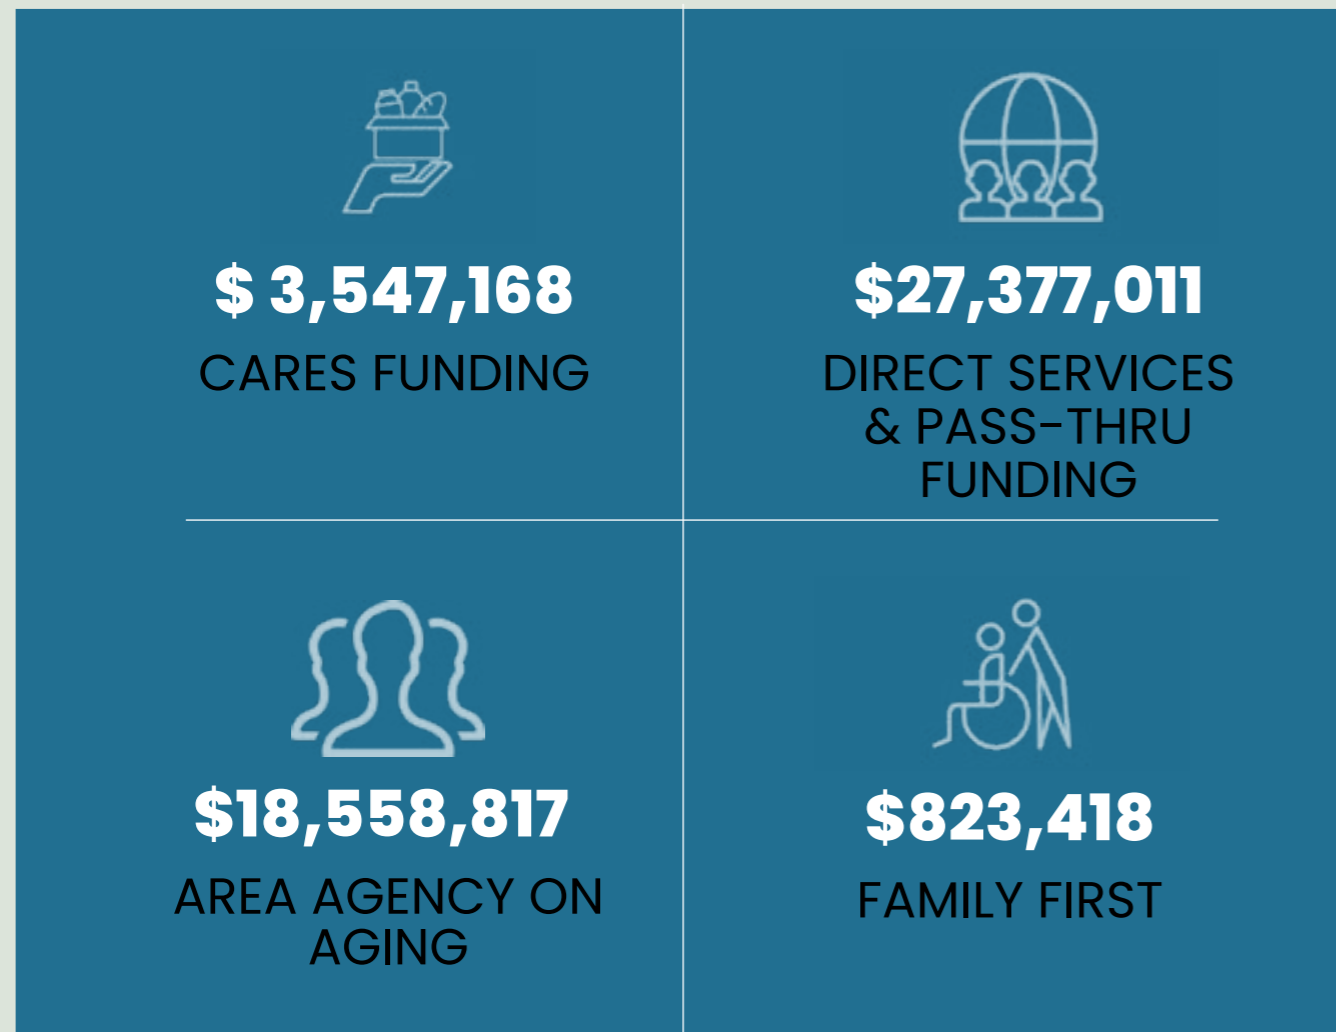 $ 3,547,168
CARES FUNDING
$27,377,011
DIRECT SERVICES
& PASS-THRU
FUNDING
$18,558,817
AREA AGENCY ON
AGING
$823,418
FAMILY FIRST